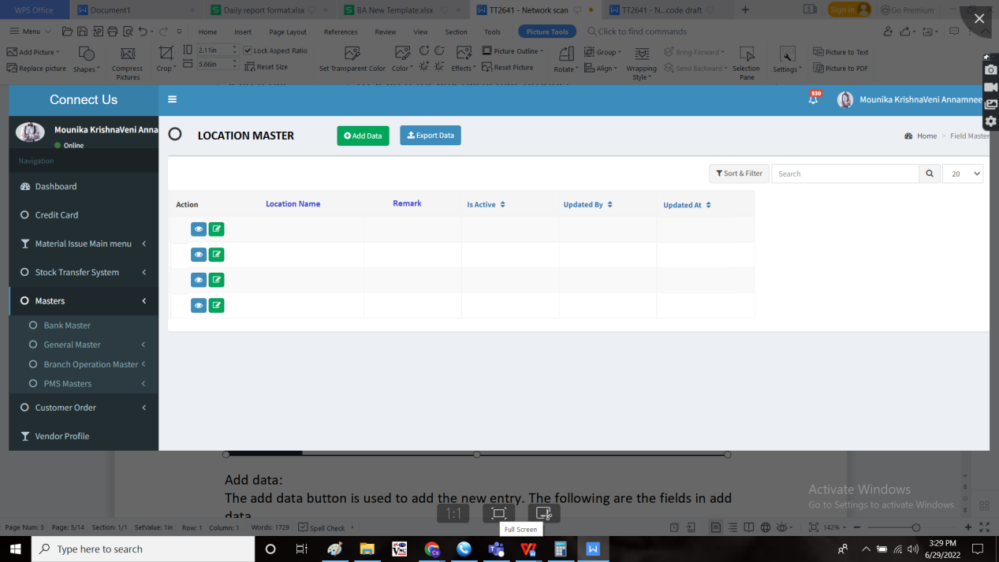 WPS Office Document1 Daily report format.xlsx BA New Template.xlsx TT2641 - Network scan TT2641 - N...code draft Sign in Go Premium
Menu Home Insert Page Layout References Review View Section Tools Picture Tools Click to find commands
Add Picture 2.11in Lock Aspect Ratio Picture Outline Group Bring Forward Picture to Text
Replace picture Shapes Compress Pictures Crop 5.66in Reset Size Set Transparent Color Color Effects Reset Picture Rotate Align Wrapping Style Send Backward Selection Pane Settings Picture to PDF
Connect Us 930 Mounika KrishnaVeni Annamnee
Mounika KrishnaVeni Anna
Online
LOCATION MASTER Add Data Export Data Home > Field Master
Navigation
Sort & Filter Search 20
Dashboard
Action Location Name Remark Is Active Updated By Updated At
Credit Card
Material Issue Main menu
Stock Transfer System
Masters
Bank Master
General Master
Branch Operation Master
PMS Masters
Customer Order
Vendor Profile
Add data:
The add data button is used to add the new entry. The following are the fields in add
data
Activate Windows
Go to Settings to activate Windows.
1:1
Full Screen
Page Num: 5 Page: 5/14 Section: 1/1 SetValue: 1in Row: 1 Column: 1 Words: 1729 Spell Check 142%
Type here to search
3:29 PM
6/29/2022